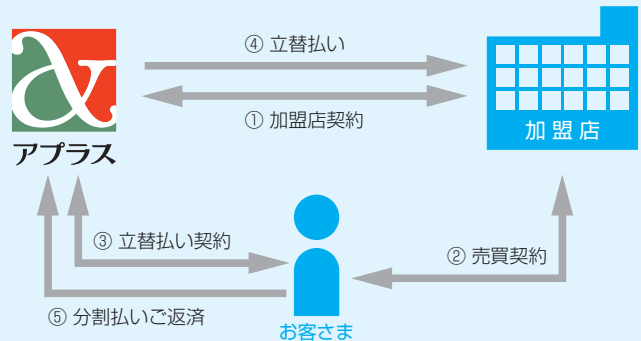 ④ 立替払い
① 加盟店契約
&
アプラス
加盟店
③ 立替払い契約
② 売買契約
⑤ 分割払いご返済
お客さま